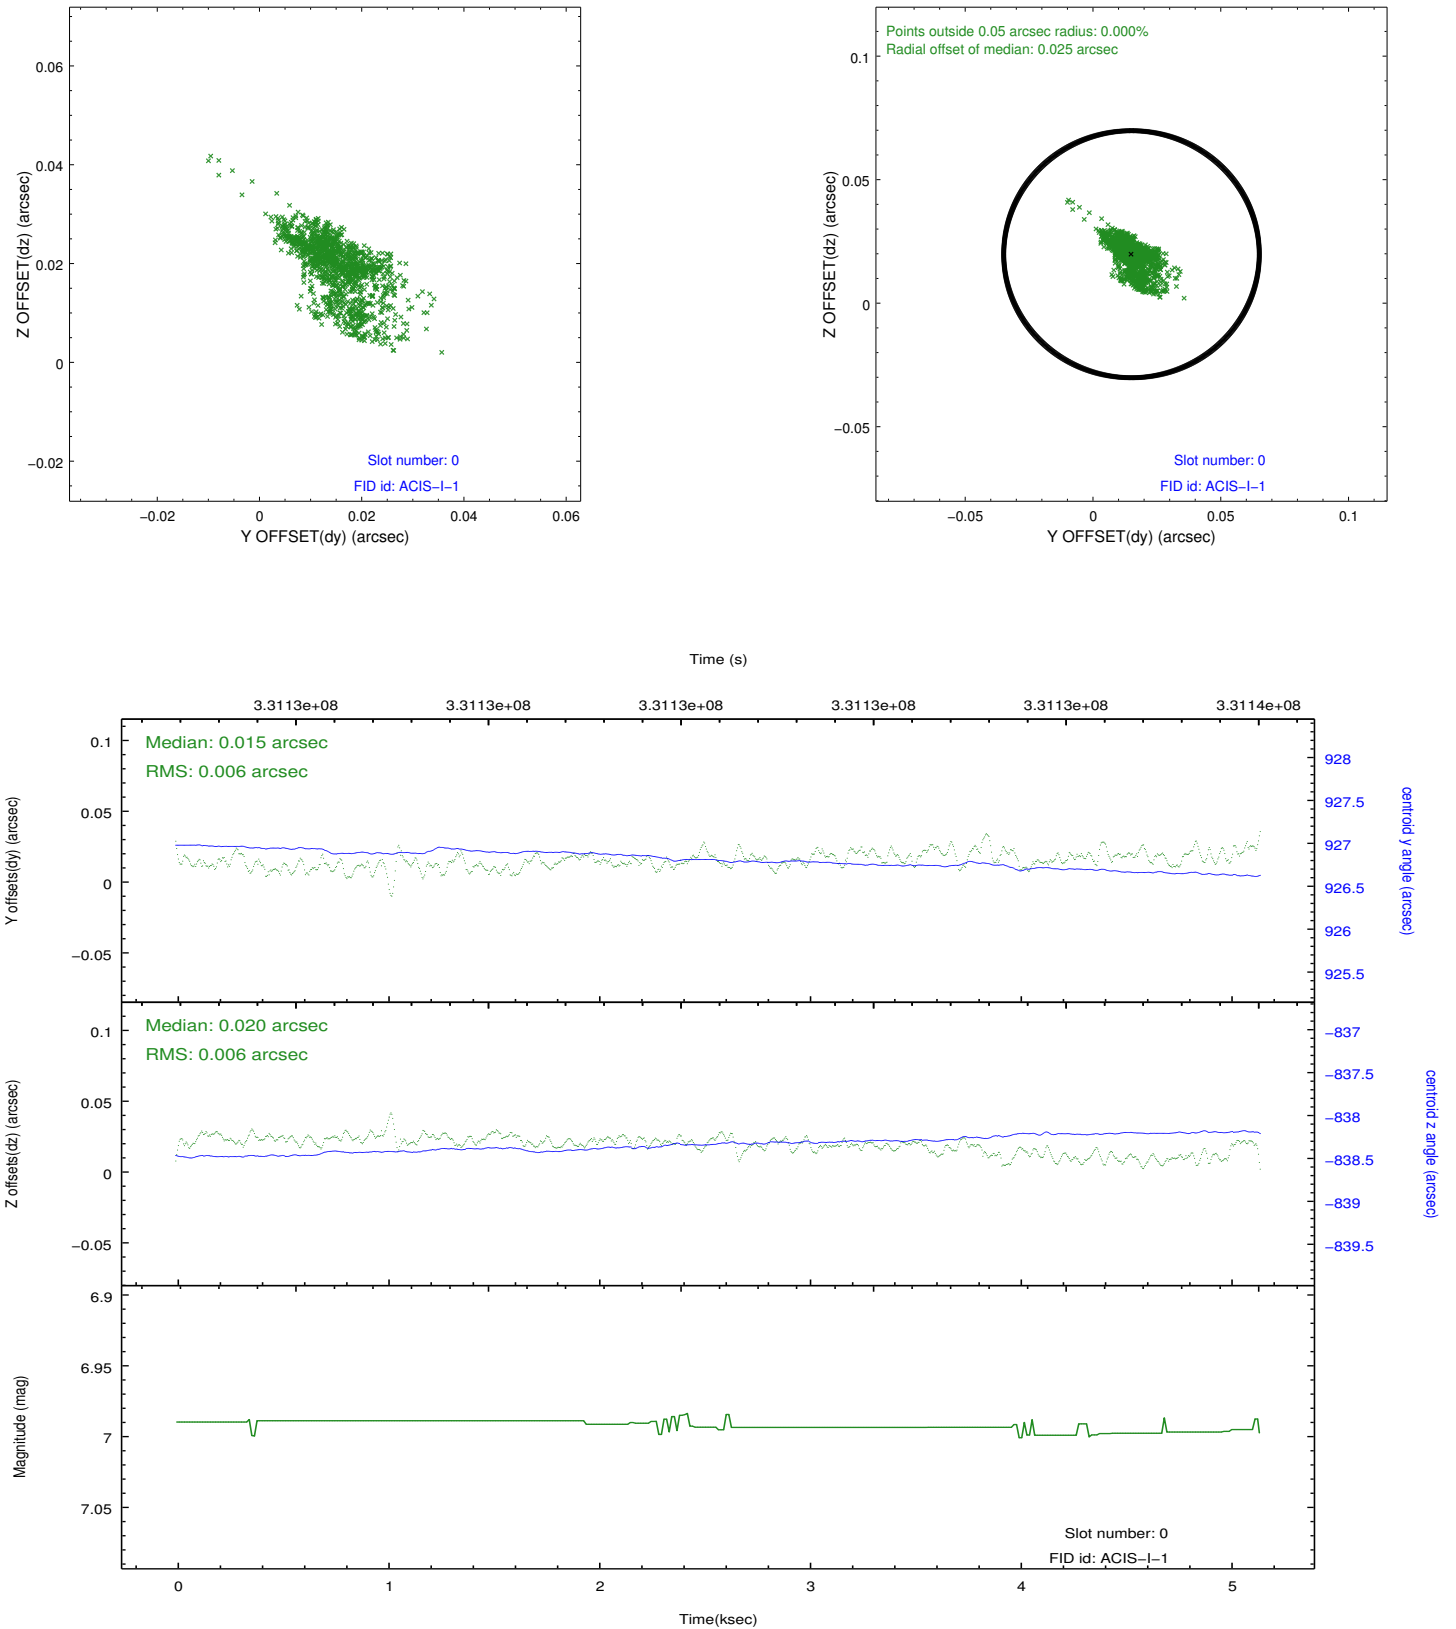 0.06
0.04
0.02
0
−0.02
Z OFFSET(dz) (arcsec)
Slot number: 0
FID id: ACIS−I−1
−0.02
0
0.02
0.04
0.06
Y OFFSET(dy) (arcsec)
Points outside 0.05 arcsec radius: 0.000%
Radial offset of median: 0.025 arcsec
0.1
0.05
0
−0.05
Z OFFSET(dz) (arcsec)
Slot number: 0
FID id: ACIS−I−1
−0.05
0
0.05
0.1
Y OFFSET(dy) (arcsec)
Time (s)
3.3113e+08
3.3113e+08
3.3113e+08
3.3113e+08
3.3113e+08
3.3114e+08
Median: 0.015 arcsec
RMS: 0.006 arcsec
0.1
0.05
0
−0.05
Y offsets(dy) (arcsec)
928
927.5
927
926.5
926
925.5
centroid y angle (arcsec)
Median: 0.020 arcsec
RMS: 0.006 arcsec
0.1
0.05
0
−0.05
Z offsets(dz) (arcsec)
−837
−837.5
−838
−838.5
−839
−839.5
centroid z angle (arcsec)
6.9
6.95
7
7.05
Magnitude (mag)
Slot number: 0
FID id: ACIS−I−1
0
1
2
3
4
5
Time(ksec)